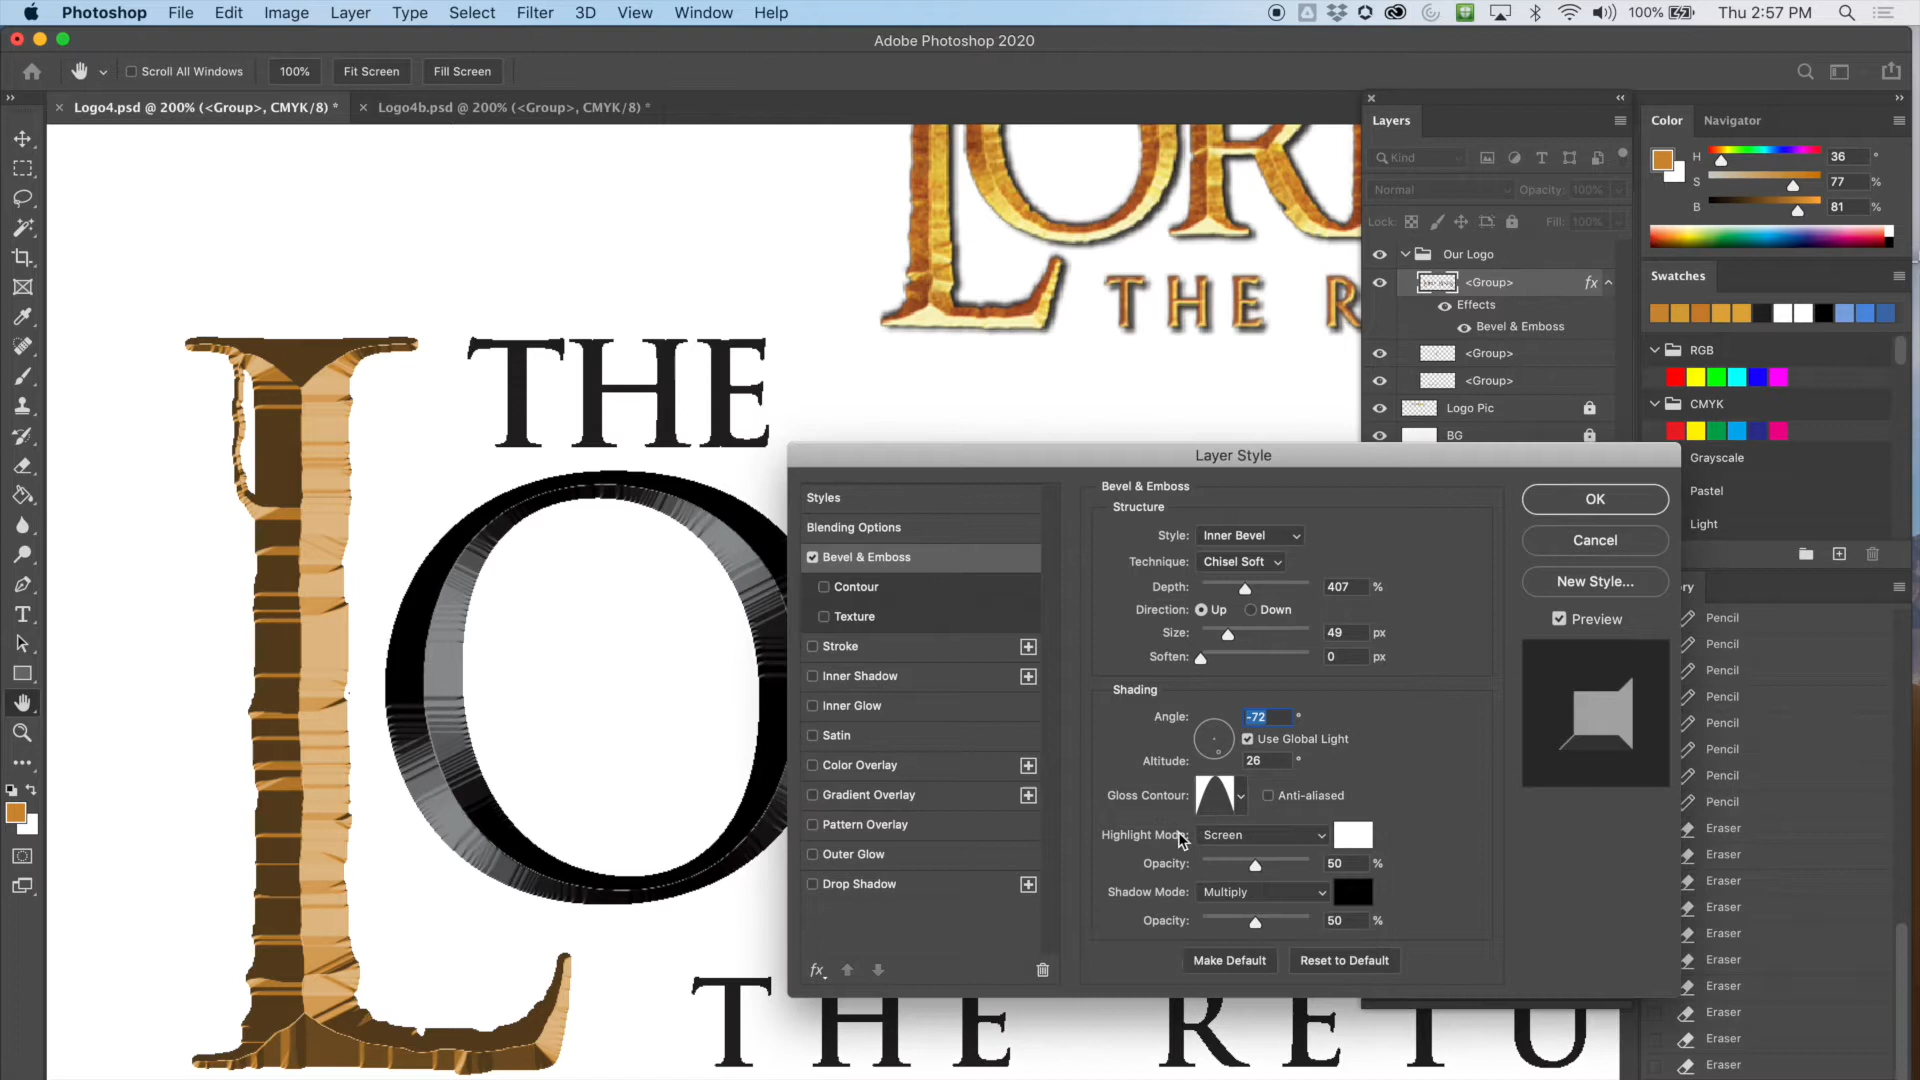 Photoshop File Edit Image Layer Type Select Filter 3D View Window Help 100% Thu 2:57 PM
Adobe Photoshop 2020
Scroll All Windows 100% Fit Screen Fill Screen
Logo4.psd @ 200% (<Group>, CMYK/8) * Logo4b.psd @ 200% (<Group>, CMYK/8) *
LOR
THE R
THE
O
L
THE RETU
Layers
Kind
Normal Opacity: 100%
Lock: Fill: 100%
Our Logo
<Group> fx
Effects
Bevel & Emboss
<Group>
<Group>
Logo Pic
BG
Color Navigator
H 36 °
S 77 %
B 81 %
Swatches
RGB
CMYK
Grayscale
Pastel
Light
ry
Pencil
Pencil
Pencil
Pencil
Pencil
Pencil
Pencil
Pencil
Eraser
Eraser
Eraser
Eraser
Eraser
Eraser
Eraser
Eraser
Eraser
Eraser
Layer Style
Styles
Blending Options
Bevel & Emboss
Contour
Texture
Stroke
Inner Shadow
Inner Glow
Satin
Color Overlay
Gradient Overlay
Pattern Overlay
Outer Glow
Drop Shadow
fx
Bevel & Emboss
Structure
Style: Inner Bevel
Technique: Chisel Soft
Depth: 407 %
Direction: Up Down
Size: 49 px
Soften: 0 px
Shading
Angle: -72 °
Use Global Light
Altitude: 26 °
Gloss Contour: Anti-aliased
Highlight Mode: Screen
Opacity: 50 %
Shadow Mode: Multiply
Opacity: 50 %
Make Default Reset to Default
OK
Cancel
New Style...
Preview